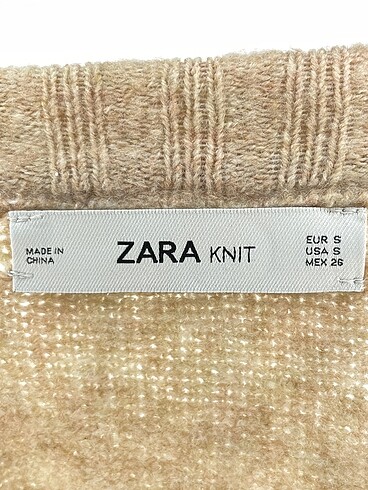 MADE IN
CHINA
ZARA KNIT
EUR S
USA S
MEX 26